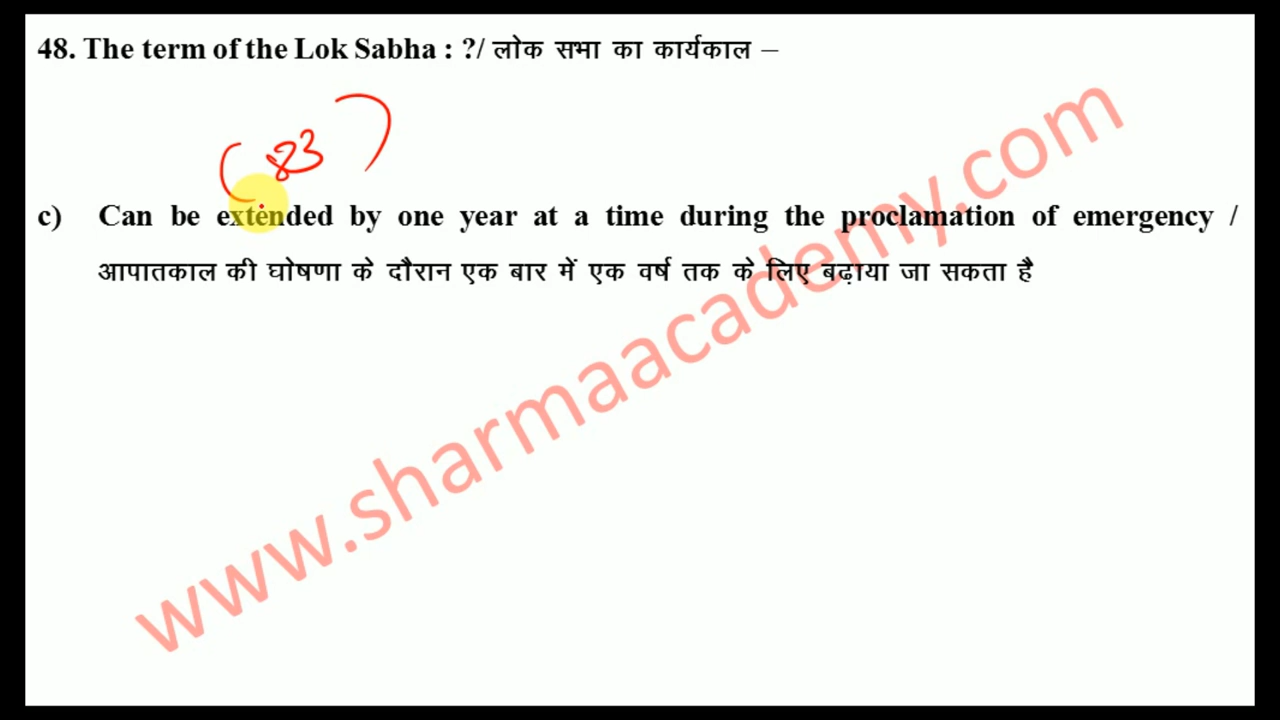 48. The term of the Lok Sabha : ?/ लोक सभा का कार्यकाल –
(83)
c) Can be extended by one year at a time during the proclamation of emergency /
आपातकाल की घोषणा के दौरान एक बार में एक वर्ष तक के लिए बढ़ाया जा सकता है
www.sharmaacademy.com